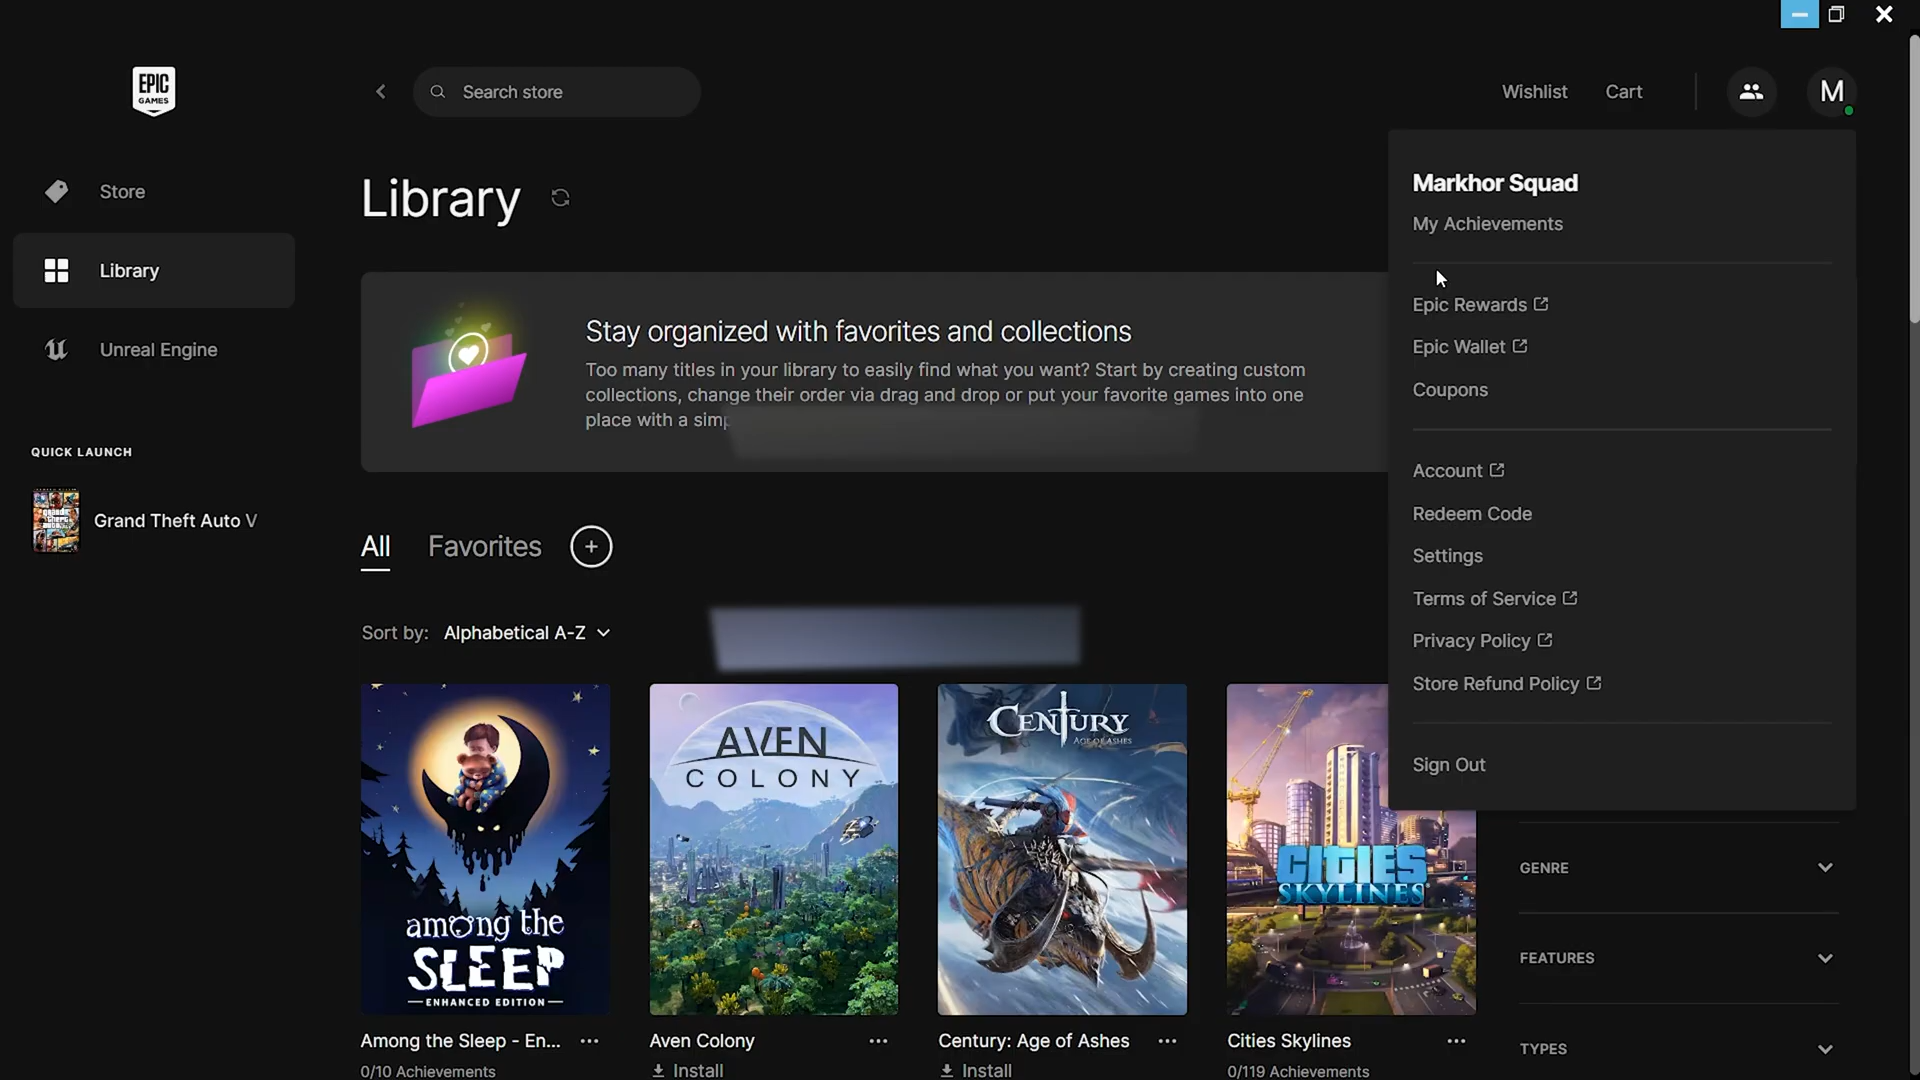 EPIC
GAMES
Search store
Wishlist
Cart
M
Store
Library
Unreal Engine
QUICK LAUNCH
Grand Theft Auto V
Library
Stay organized with favorites and collections
Too many titles in your library to easily find what you want? Start by creating custom
collections, change their order via drag and drop or put your favorite games into one
place with a simp
All
Favorites
Sort by: Alphabetical A-Z
AVEN
COLONY
CENTURY
AGE OF ASHES
CITIES
SKYLINES
among the
SLEEP
ENHANCED EDITION
Among the Sleep - En...
0/10 Achievements
Aven Colony
Install
Century: Age of Ashes
Install
Cities Skylines
0/119 Achievements
Markhor Squad
My Achievements
Epic Rewards
Epic Wallet
Coupons
Account
Redeem Code
Settings
Terms of Service
Privacy Policy
Store Refund Policy
Sign Out
GENRE
FEATURES
TYPES